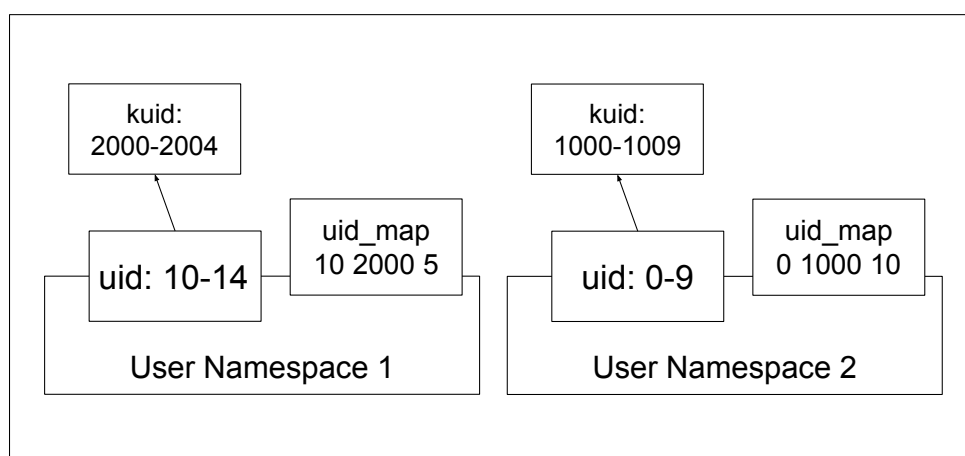 kuid:
2000-2004
uid_map
10 2000 5
uid: 10-14
User Namespace 1
kuid:
1000-1009
uid_map
0 1000 10
uid: 0-9
User Namespace 2